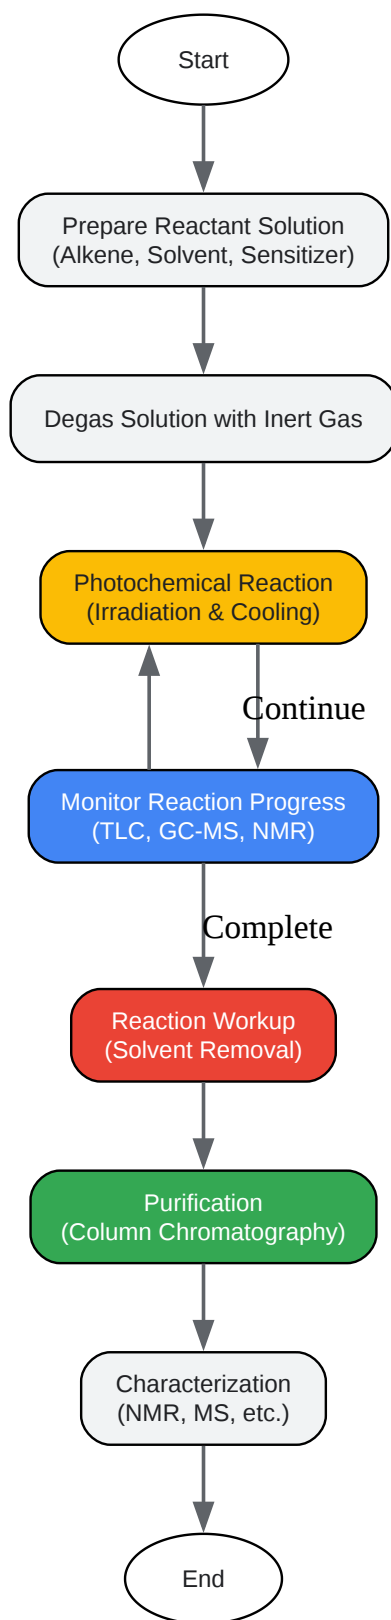 Start
Prepare Reactant Solution
(Alkene, Solvent, Sensitizer)
Degas Solution with Inert Gas
Photochemical Reaction
(Irradiation & Cooling)
Continue
Monitor Reaction Progress
(TLC, GC-MS, NMR)
Complete
Reaction Workup
(Solvent Removal)
Purification
(Column Chromatography)
Characterization
(NMR, MS, etc.)
End